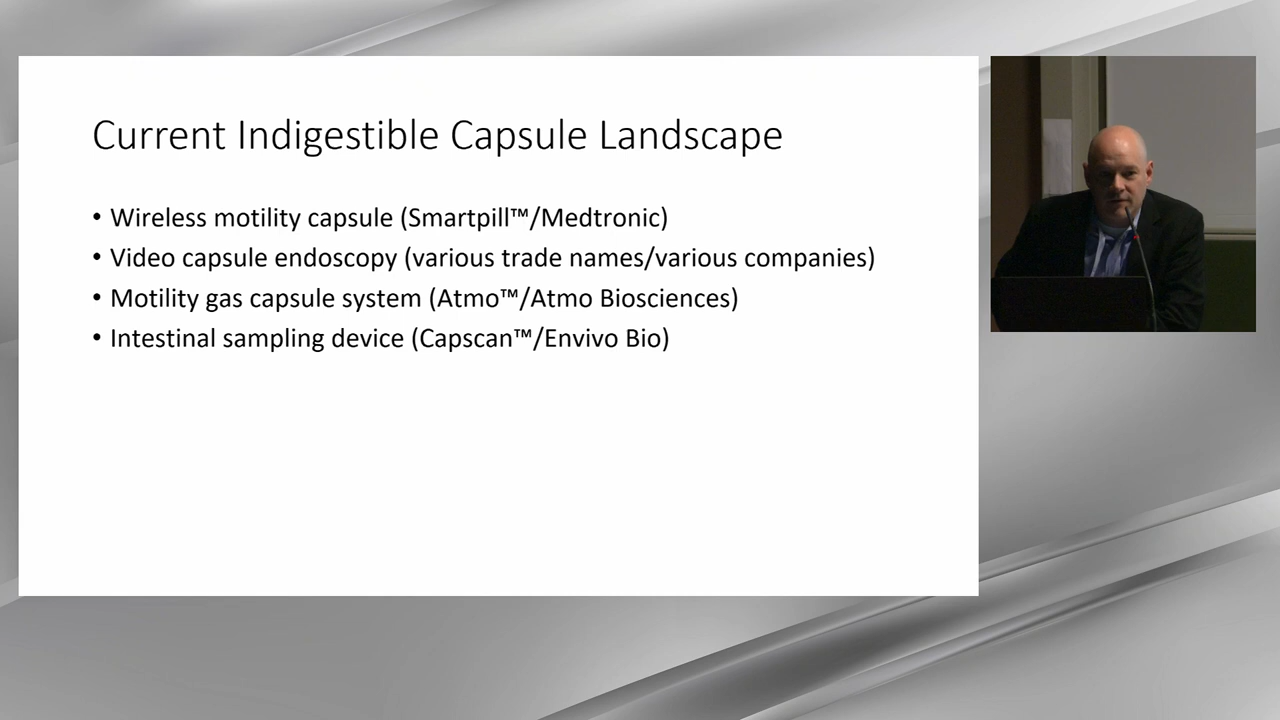 Current Indigestible Capsule Landscape
• Wireless motility capsule (Smartpill™/Medtronic)
• Video capsule endoscopy (various trade names/various companies)
• Motility gas capsule system (Atmo™/Atmo Biosciences)
• Intestinal sampling device (Capscan™/Envivo Bio)